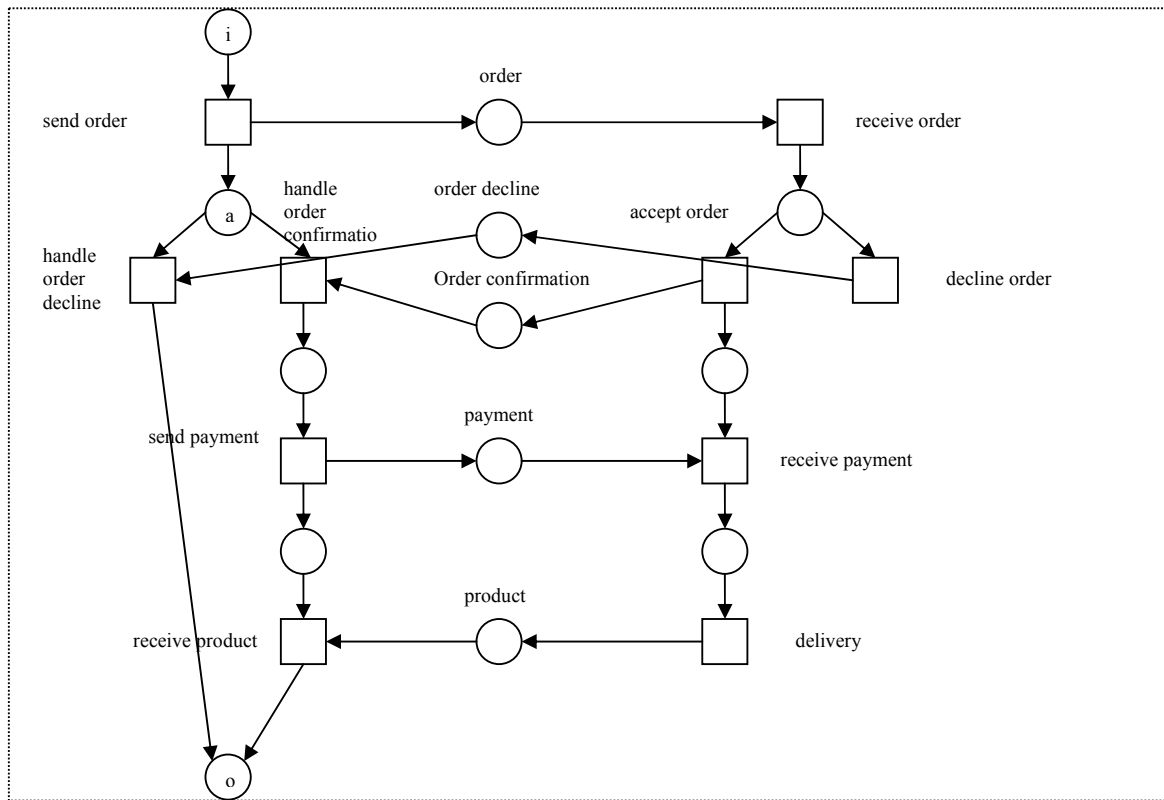 i
order
send order
receive order
handle
order
confirmatio
order decline
accept order
a
handle
order
decline
Order confirmation
decline order
payment
send payment
receive payment
product
receive product
delivery
o